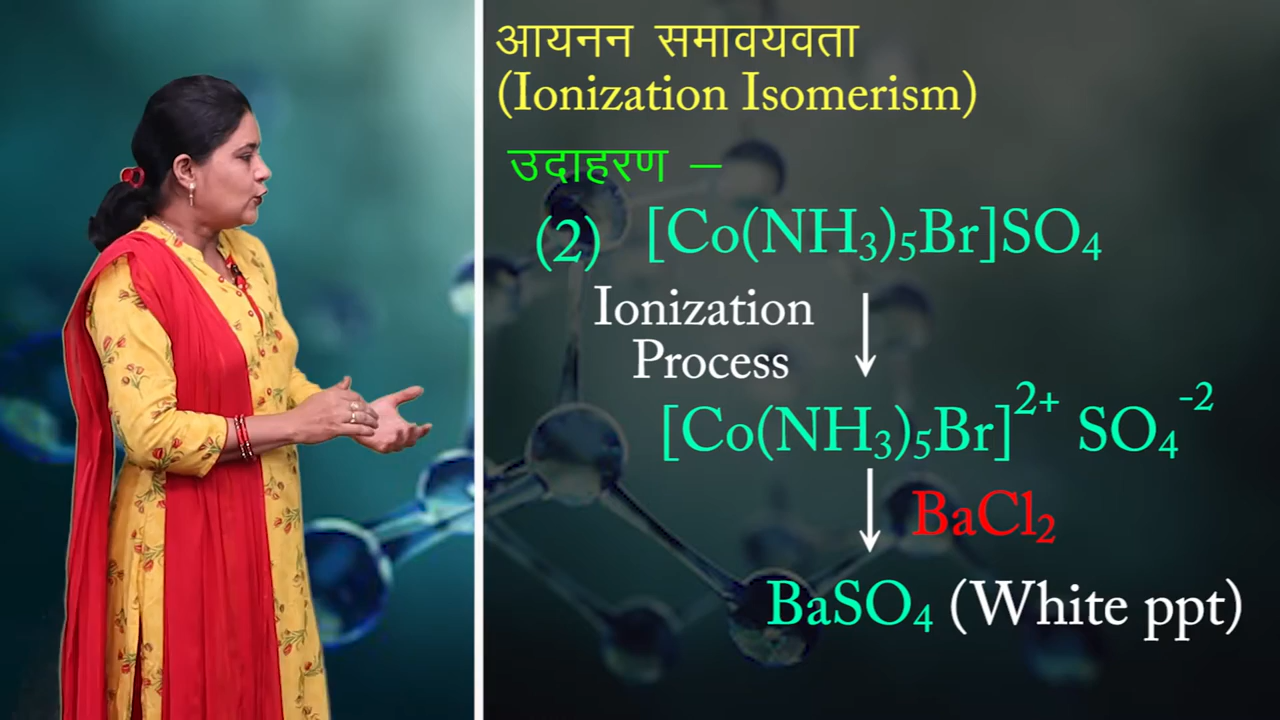 आयनन समावयवता
(Ionization Isomerism)
उदाहरण –
(2) [Co(NH₃)₅Br]SO₄
Ionization
Process
[Co(NH₃)₅Br]²⁺ SO₄⁻²
BaCl₂
BaSO₄ (White ppt)